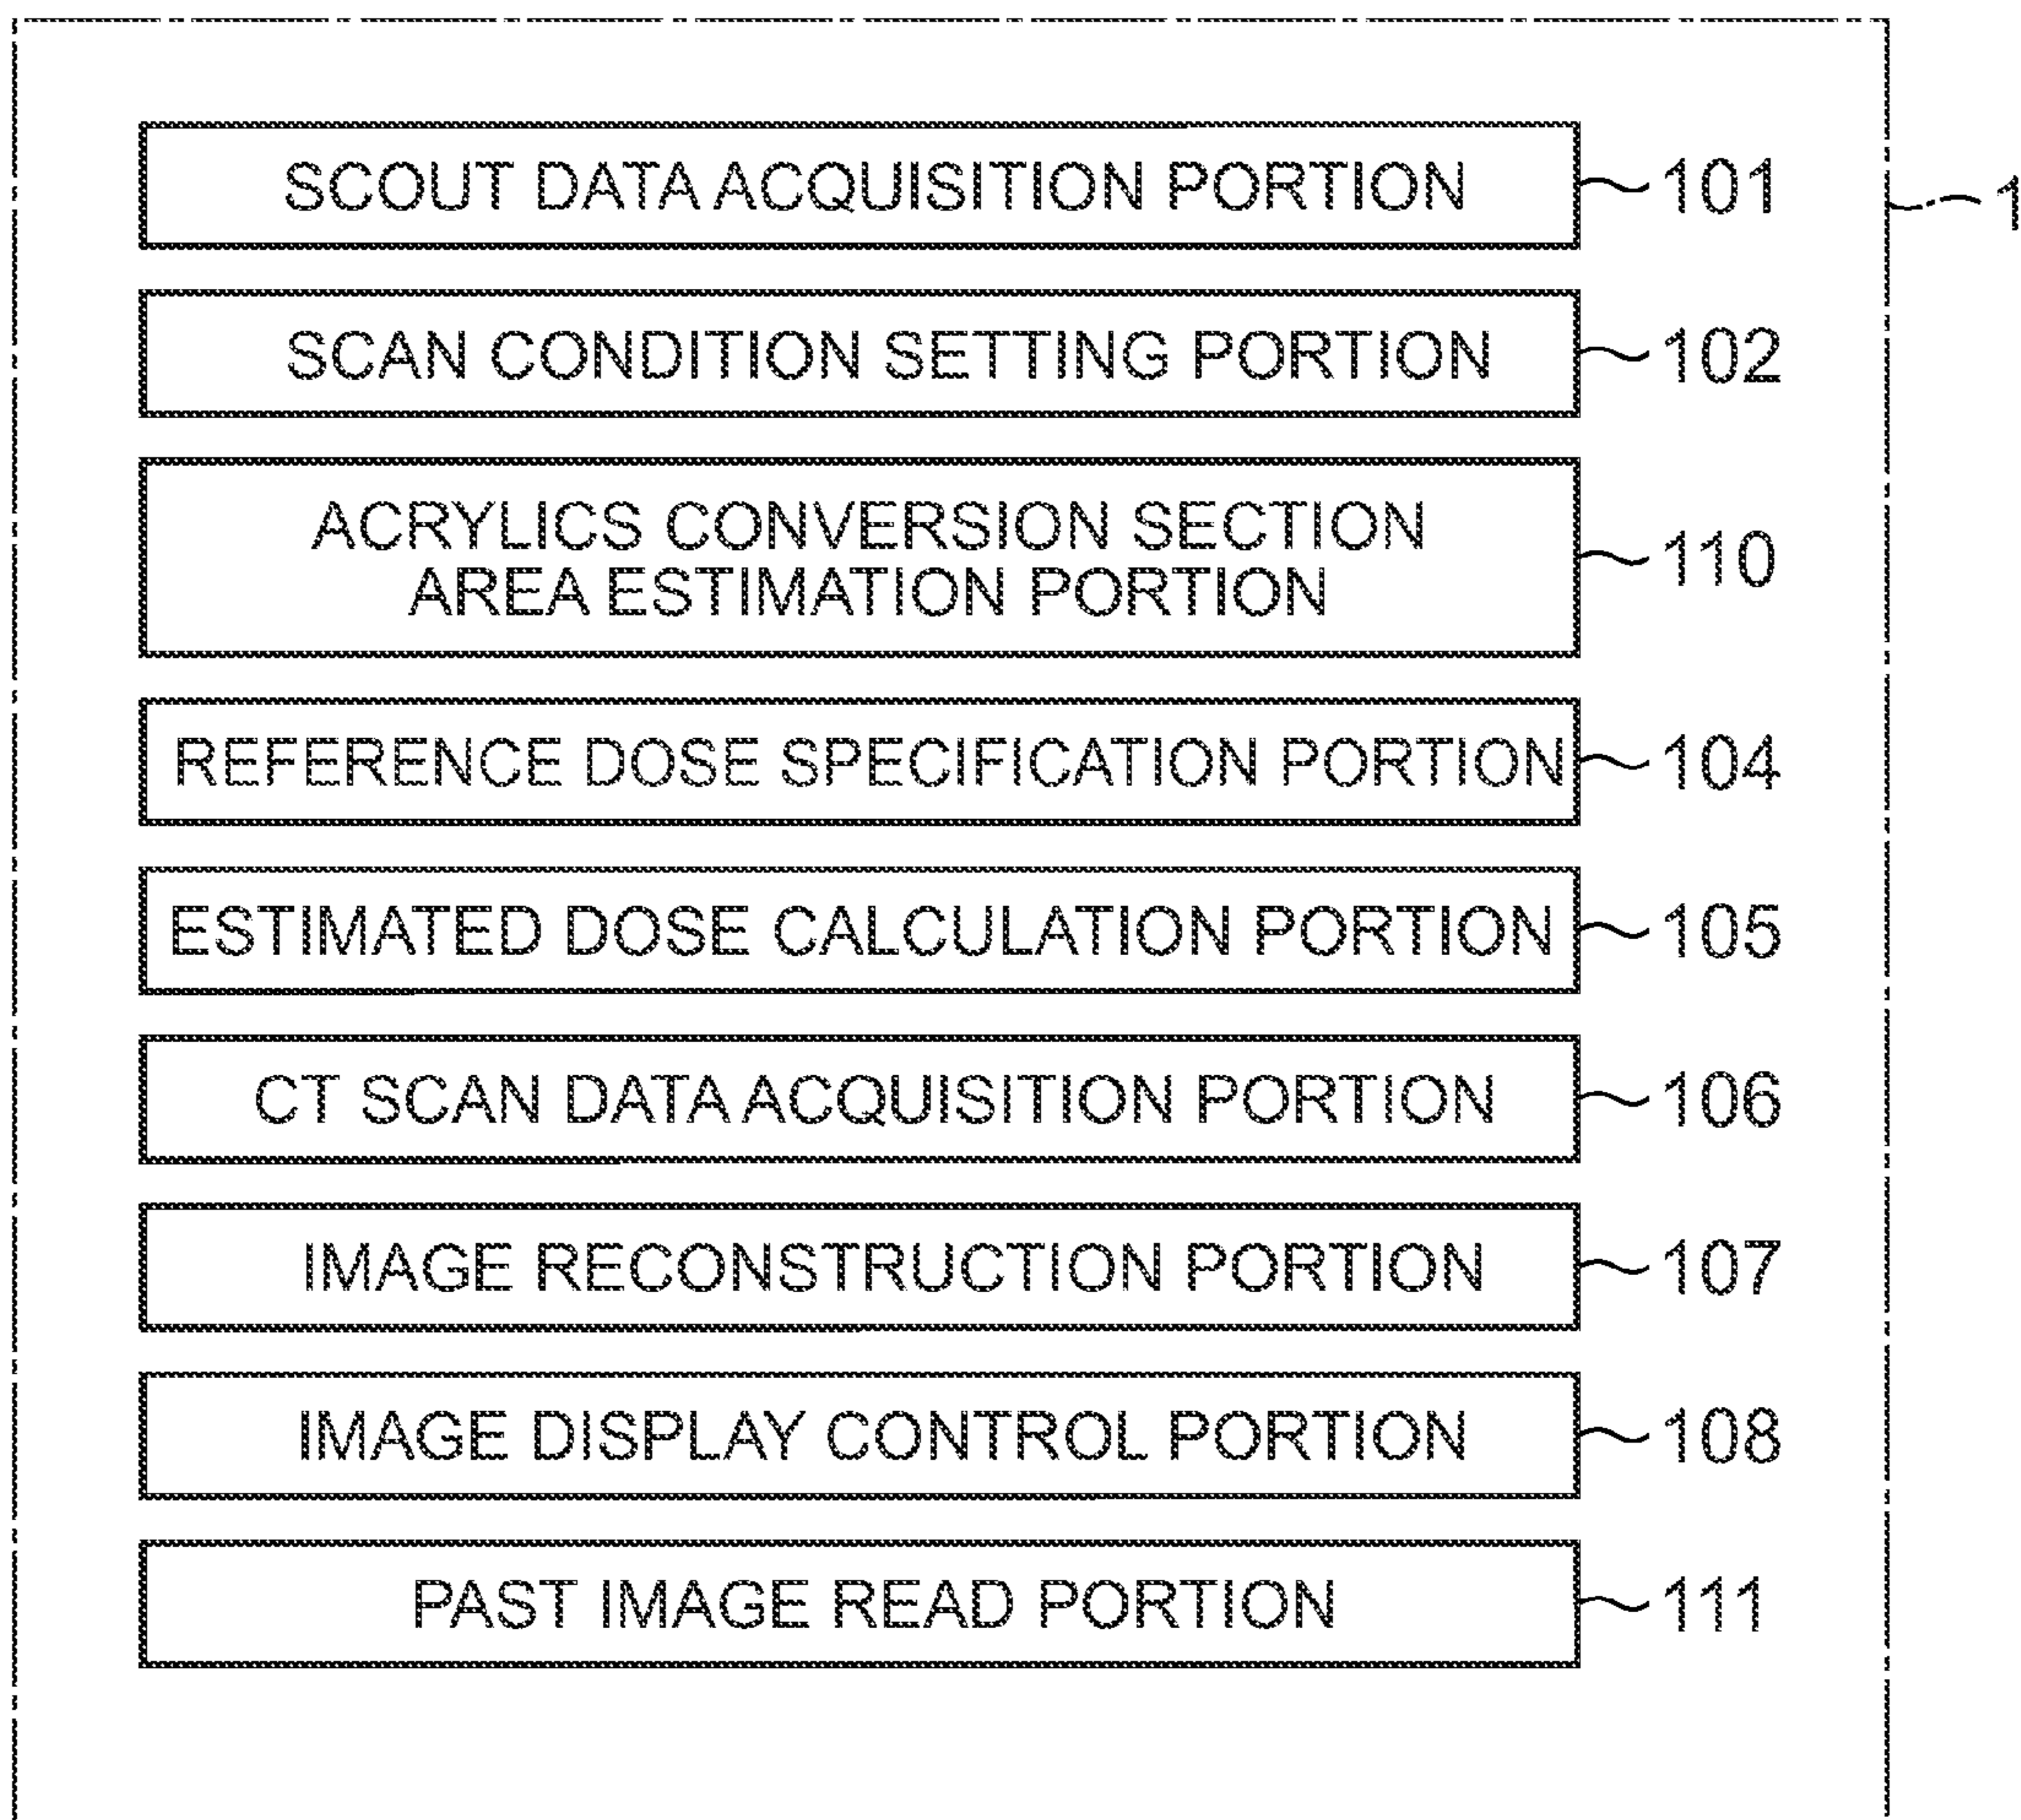 SCOUT DATA ACQUISITION PORTION 101
1
SCAN CONDITION SETTING PORTION 102
ACRYLICS CONVERSION SECTION
AREA ESTIMATION PORTION 110
REFERENCE DOSE SPECIFICATION PORTION 104
ESTIMATED DOSE CALCULATION PORTION 105
CT SCAN DATA ACQUISITION PORTION 106
IMAGE RECONSTRUCTION PORTION 107
IMAGE DISPLAY CONTROL PORTION 108
PAST IMAGE READ PORTION 111